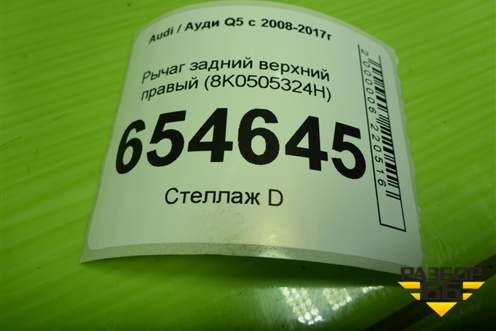 Audi / Ауди Q5 с 2008-2017г
Рычаг задний верхний
правый (8K0505324H)
654645
Стеллаж D
2000006220516
РАЗБОР
66